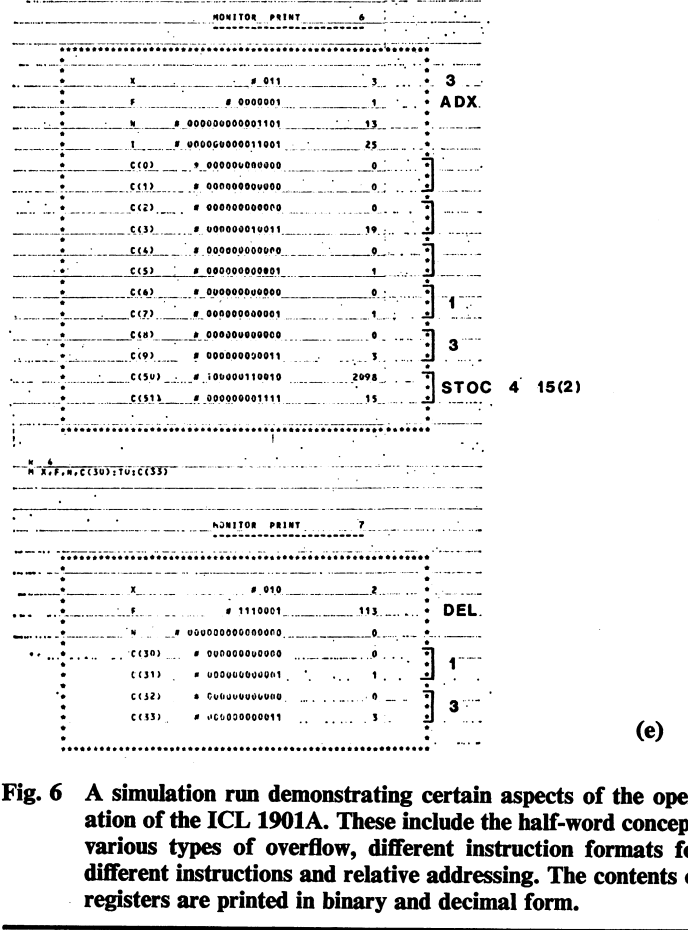 MONITOR PRINT 6
X # 011 3 3
F # 0000001 1 ADX
N # 000000000001101 13
I # 000000000011001 25
C(0) # 000000000000 0
C(1) # 000000000000 0
C(2) # 000000000000 0
C(3) # 000000010011 19
C(4) # 000000000000 0
C(5) # 000000000001 1
C(6) # 000000000000 0
C(7) # 000000000001 1 1
C(8) # 000000000000 0
C(9) # 000000000011 3 3
C(50) # 100000110010 2098
C(51) # 000000001111 15 STOC 4 15(2)
M 6
M X,F,N,C(30):TO:C(33)
MONITOR PRINT 7
X # 010 2
F # 1110001 113 DEL
N # 000000000000000 0
C(30) # 000000000000 0
C(31) # 000000000001 1 1
C(32) # 000000000000 0
C(33) # 000000000011 3 3
(e)
Fig. 6 A simulation run demonstrating certain aspects of the ope
ation of the ICL 1901A. These include the half-word concep
various types of overflow, different instruction formats fo
different instructions and relative addressing. The contents o
registers are printed in binary and decimal form.